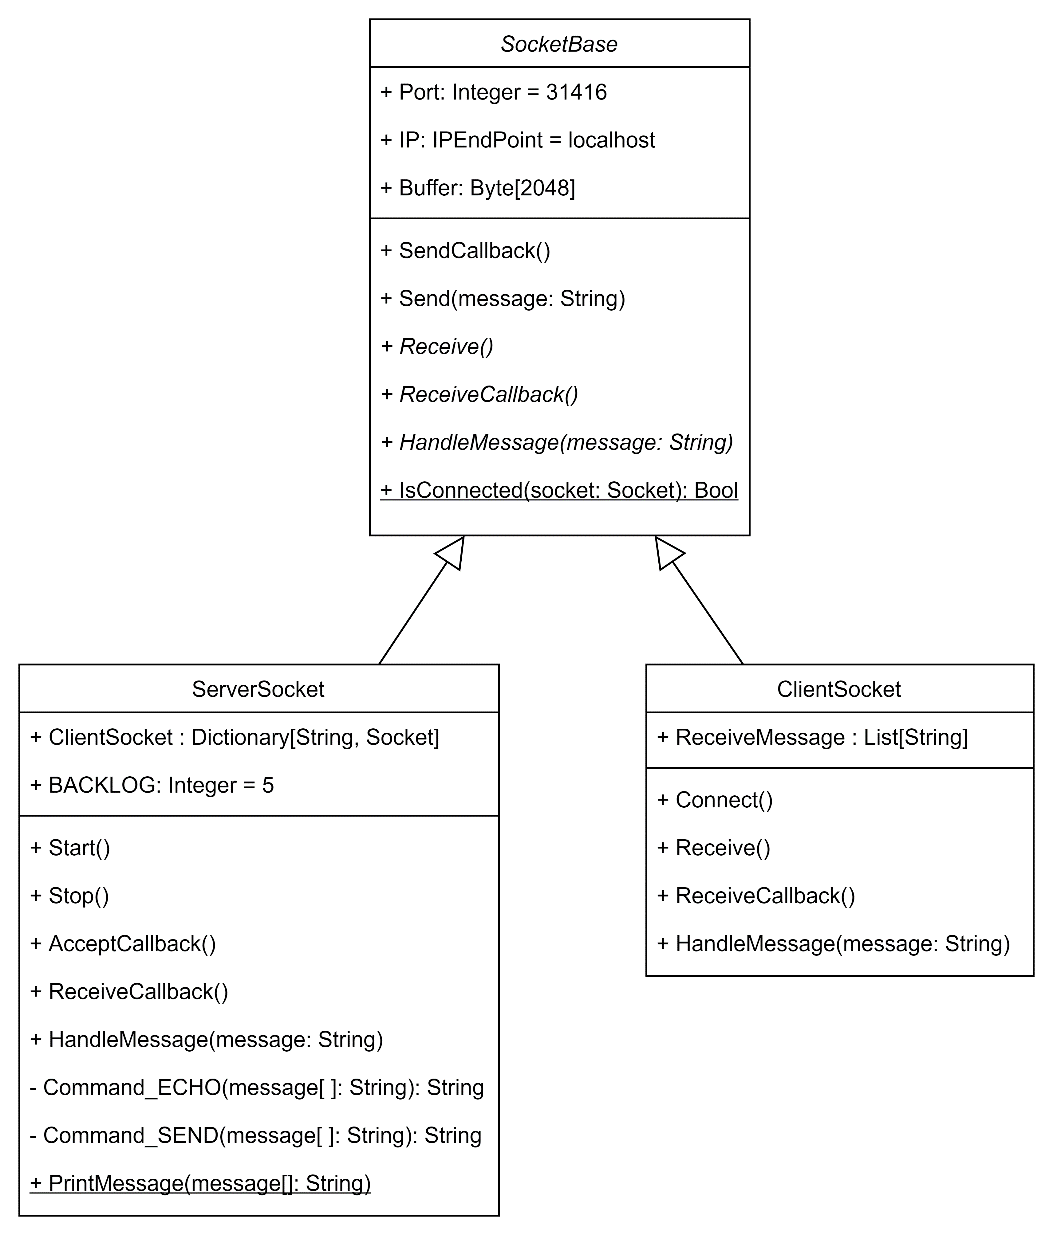 SocketBase
+ Port: Integer = 31416
+ IP: IPEndPoint = localhost
+ Buffer: Byte[2048]
+ SendCallback()
+ Send(message: String)
+ Receive()
+ ReceiveCallback()
+ HandleMessage(message: String)
+ IsConnected(socket: Socket): Bool
ServerSocket
+ ClientSocket : Dictionary[String, Socket]
+ BACKLOG: Integer = 5
+ Start()
+ Stop()
+ AcceptCallback()
+ ReceiveCallback()
+ HandleMessage(message: String)
- Command_ECHO(message[ ]: String): String
- Command_SEND(message[ ]: String): String
+ PrintMessage(message[]: String)
ClientSocket
+ ReceiveMessage : List[String]
+ Connect()
+ Receive()
+ ReceiveCallback()
+ HandleMessage(message: String)